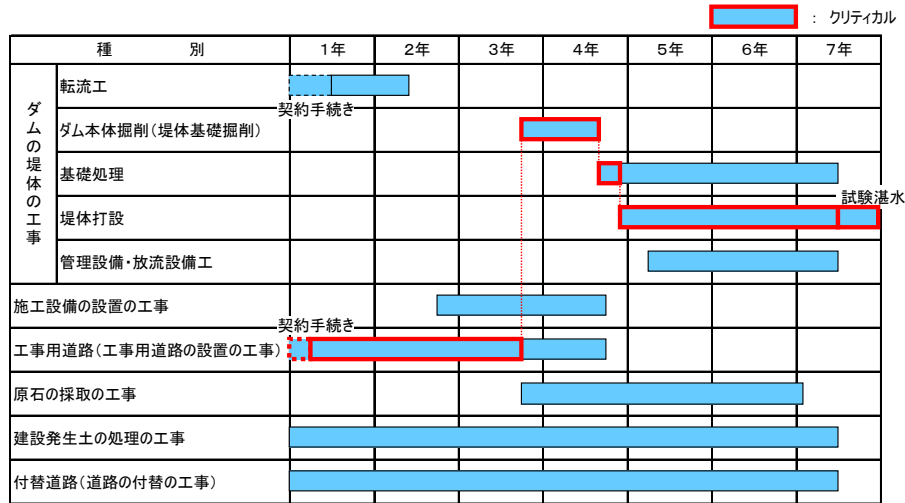 ： クリティカル
種 別 1年 2年 3年 4年 5年 6年 7年
ダムの堤体の工事
転流工
契約手続き
ダム本体掘削(堤体基礎掘削)
基礎処理
試験湛水
堤体打設
管理設備・放流設備工
施工設備の設置の工事
契約手続き
工事用道路(工事用道路の設置の工事)
原石の採取の工事
建設発生土の処理の工事
付替道路(道路の付替の工事)